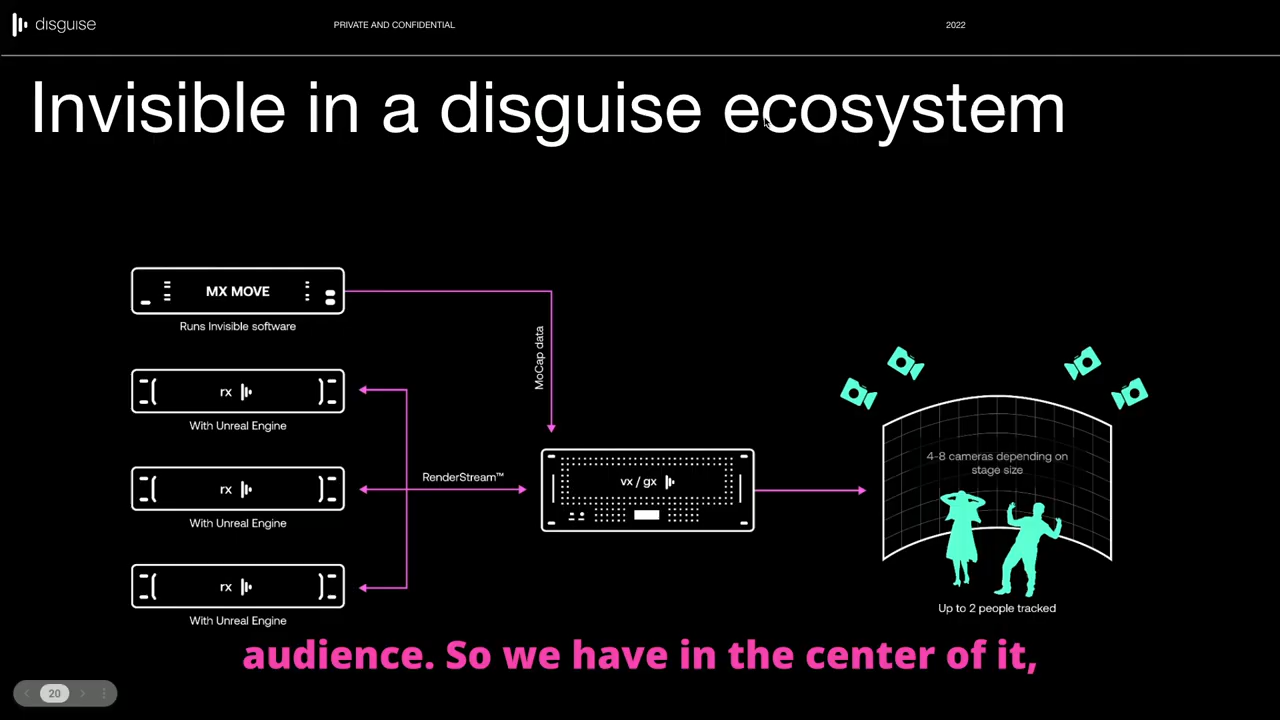 disguise
PRIVATE AND CONFIDENTIAL
2022
Invisible in a disguise ecosystem
MX MOVE
Runs Invisible software
MoCap data
rx
With Unreal Engine
rx
With Unreal Engine
rx
With Unreal Engine
RenderStream™
vx / gx
4-8 cameras depending on
stage size
Up to 2 people tracked
audience. So we have in the center of it,
20